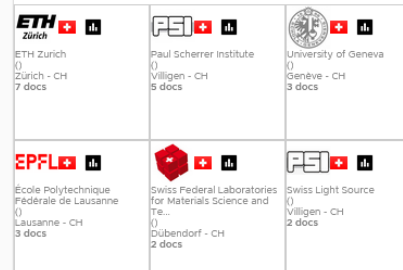 ETH
Zürich
ETH Zurich
()
Zürich - CH
7 docs
PSI
Paul Scherrer Institute
()
Villigen - CH
5 docs
University of Geneva
()
Genève - CH
3 docs
EPFL
École Polytechnique
Fédérale de Lausanne
()
Lausanne - CH
3 docs
Swiss Federal Laboratories
for Materials Science and
Te...
()
Dübendorf - CH
2 docs
PSI
Swiss Light Source
()
Villigen - CH
2 docs